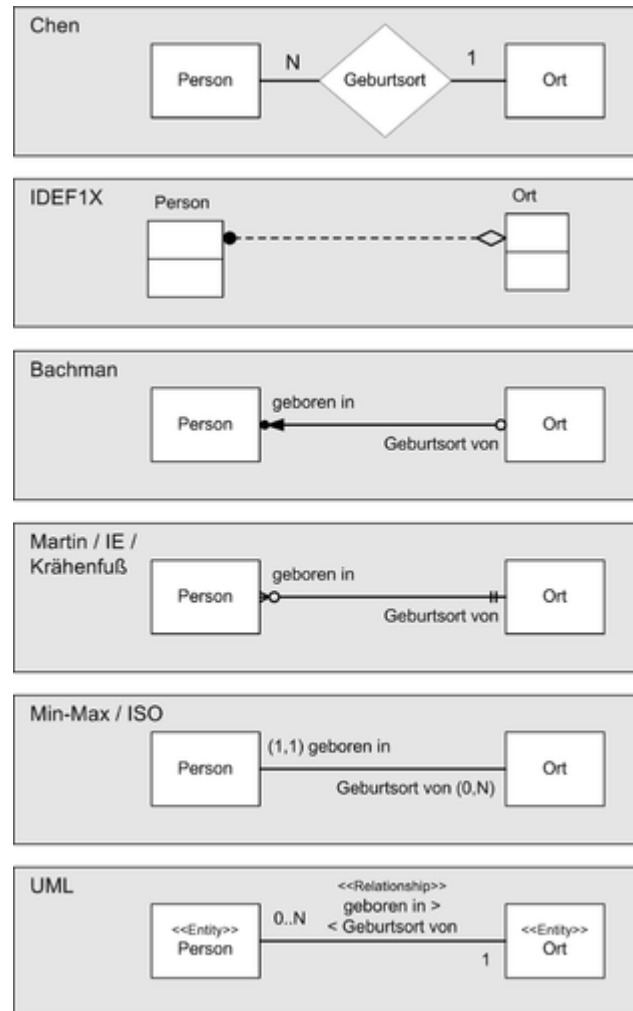 Chen
Person
N
Geburtsort
1
Ort
IDEF1X
Person
Ort
Bachman
Person
geboren in
Geburtsort von
Ort
Martin / IE /
Krähenfuß
Person
geboren in
Geburtsort von
Ort
Min-Max / ISO
Person
(1,1) geboren in
Geburtsort von (0,N)
Ort
UML
<<Entity>>
Person
0..N
<<Relationship>>
geboren in >
< Geburtsort von
1
<<Entity>>
Ort